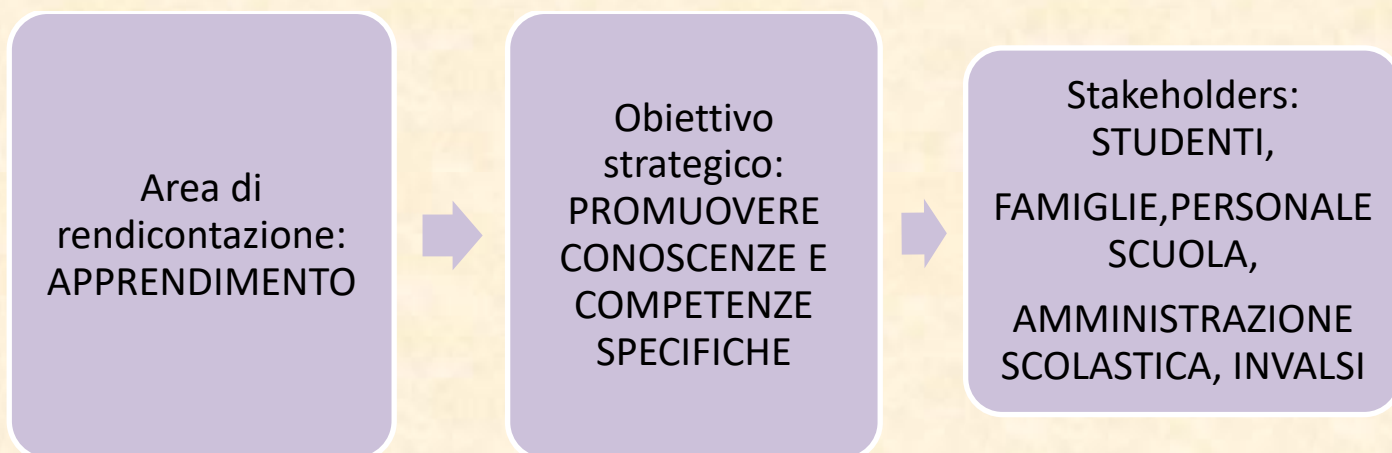 Area di
rendicontazione:
APPRENDIMENTO
Obiettivo
strategico:
PROMUOVERE
CONOSCENZE E
COMPETENZE
SPECIFICHE
Stakeholders:
STUDENTI,
FAMIGLIE,PERSONALE
SCUOLA,
AMMINISTRAZIONE
SCOLASTICA, INVALSI